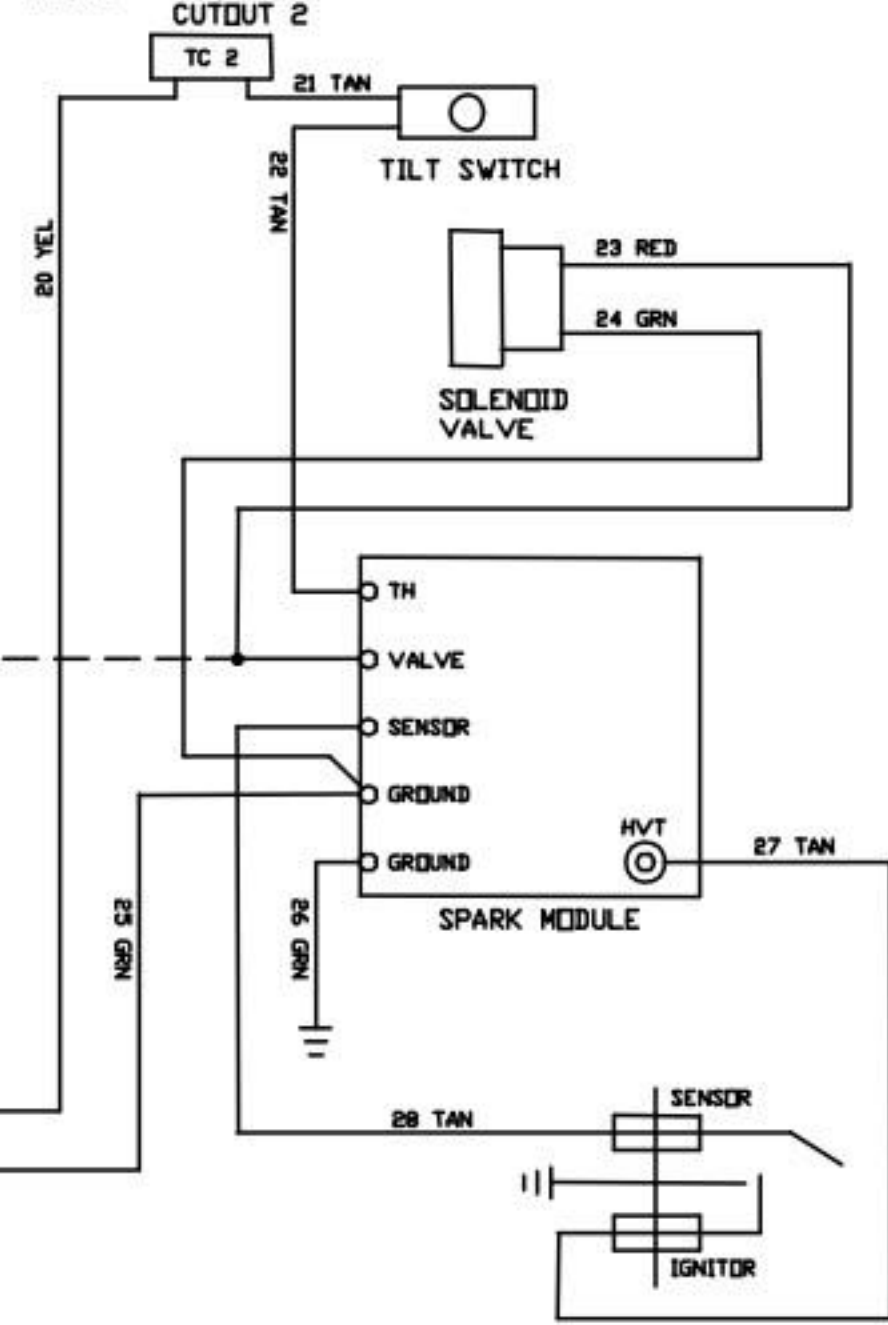 CUTOUT 2
TC 2
21 TAN
TILT SWITCH
22 TAN
20 YEL
23 RED
24 GRN
SOLENOID
VALVE
TH
VALVE
SENSOR
GROUND
GROUND
HVT
27 TAN
SPARK MODULE
25 GRN
26 GRN
SENSOR
28 TAN
IGNITOR